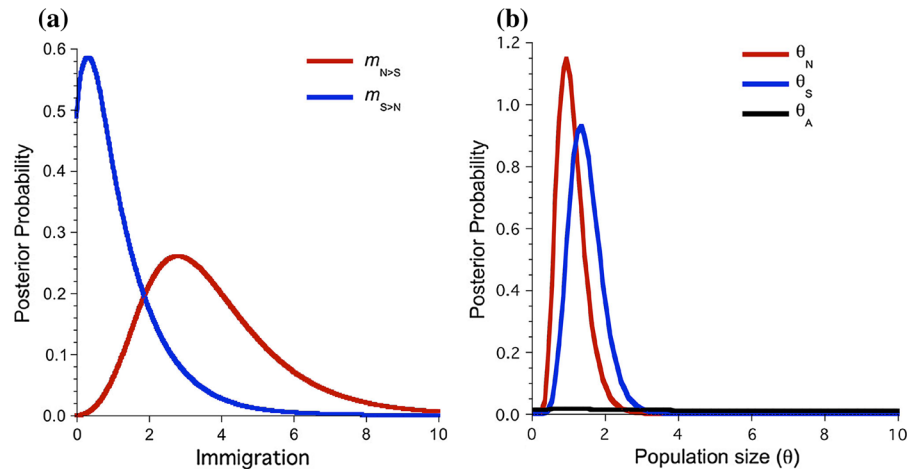 (a)
0.6
0.5
0.4
0.3
0.2
0.1
0.0
Posterior Probability
0 2 4 6 8 10
Immigration
m N>S
m S>N
(b)
1.2
1.0
0.8
0.6
0.4
0.2
0.0
Posterior Probability
0 2 4 6 8 10
Population size (θ)
θN
θS
θA